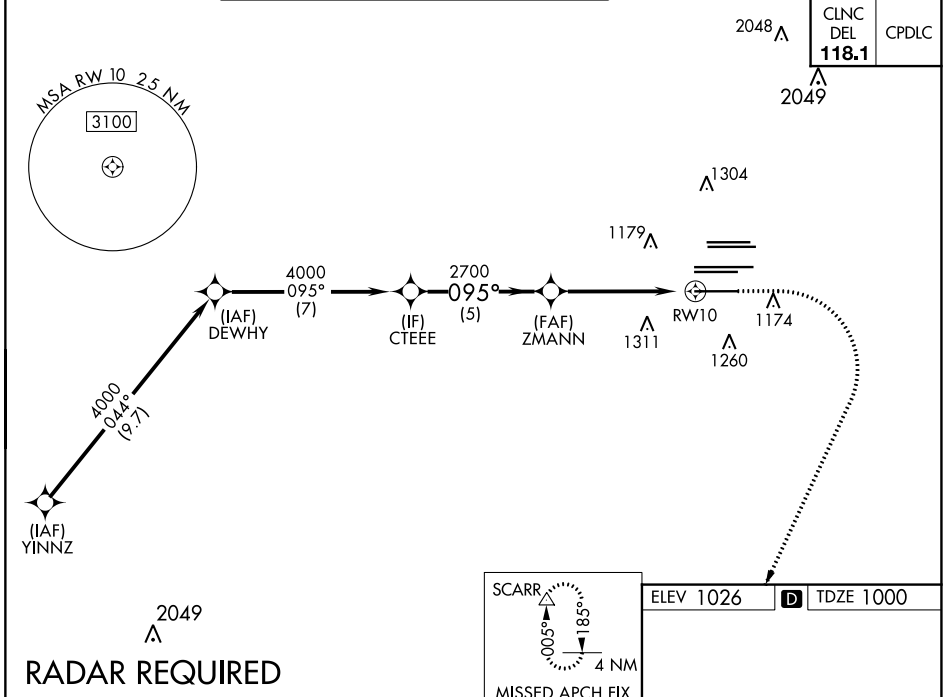 CLNC
DEL
118.1
CPDLC
2048
2049
MSA RW 10 25 NM
3100
1304
1179
4000
095°
(7)
2700
095°
(5)
(IAF)
DEWHY
(IF)
CTEEE
(FAF)
ZMANN
RW10
1174
1311
1260
4000
044°
(9.7)
(IAF)
YINNZ
2049
RADAR REQUIRED
SCARR
005°
185°
4 NM
MISSED APCH FIX
ELEV 1026
D
TDZE 1000